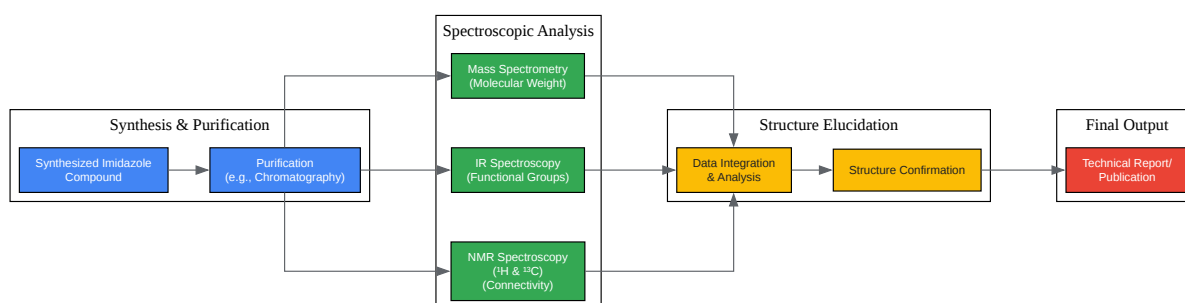 Synthesis & Purification
Synthesized Imidazole
Compound
Purification
(e.g., Chromatography)
Spectroscopic Analysis
Mass Spectrometry
(Molecular Weight)
IR Spectroscopy
(Functional Groups)
NMR Spectroscopy
(¹H & ¹³C)
(Connectivity)
Structure Elucidation
Data Integration
& Analysis
Structure Confirmation
Final Output
Technical Report/
Publication